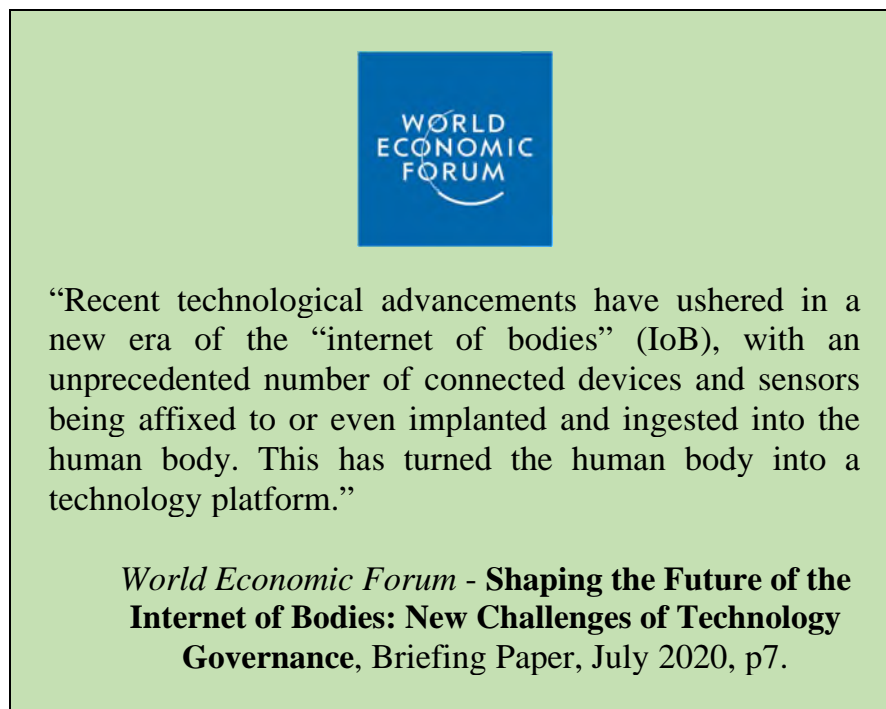 WORLD
ECONOMIC
FORUM
“Recent technological advancements have ushered in a
new era of the “internet of bodies” (IoB), with an
unprecedented number of connected devices and sensors
being affixed to or even implanted and ingested into the
human body. This has turned the human body into a
technology platform.”
World Economic Forum - Shaping the Future of the
Internet of Bodies: New Challenges of Technology
Governance, Briefing Paper, July 2020, p7.